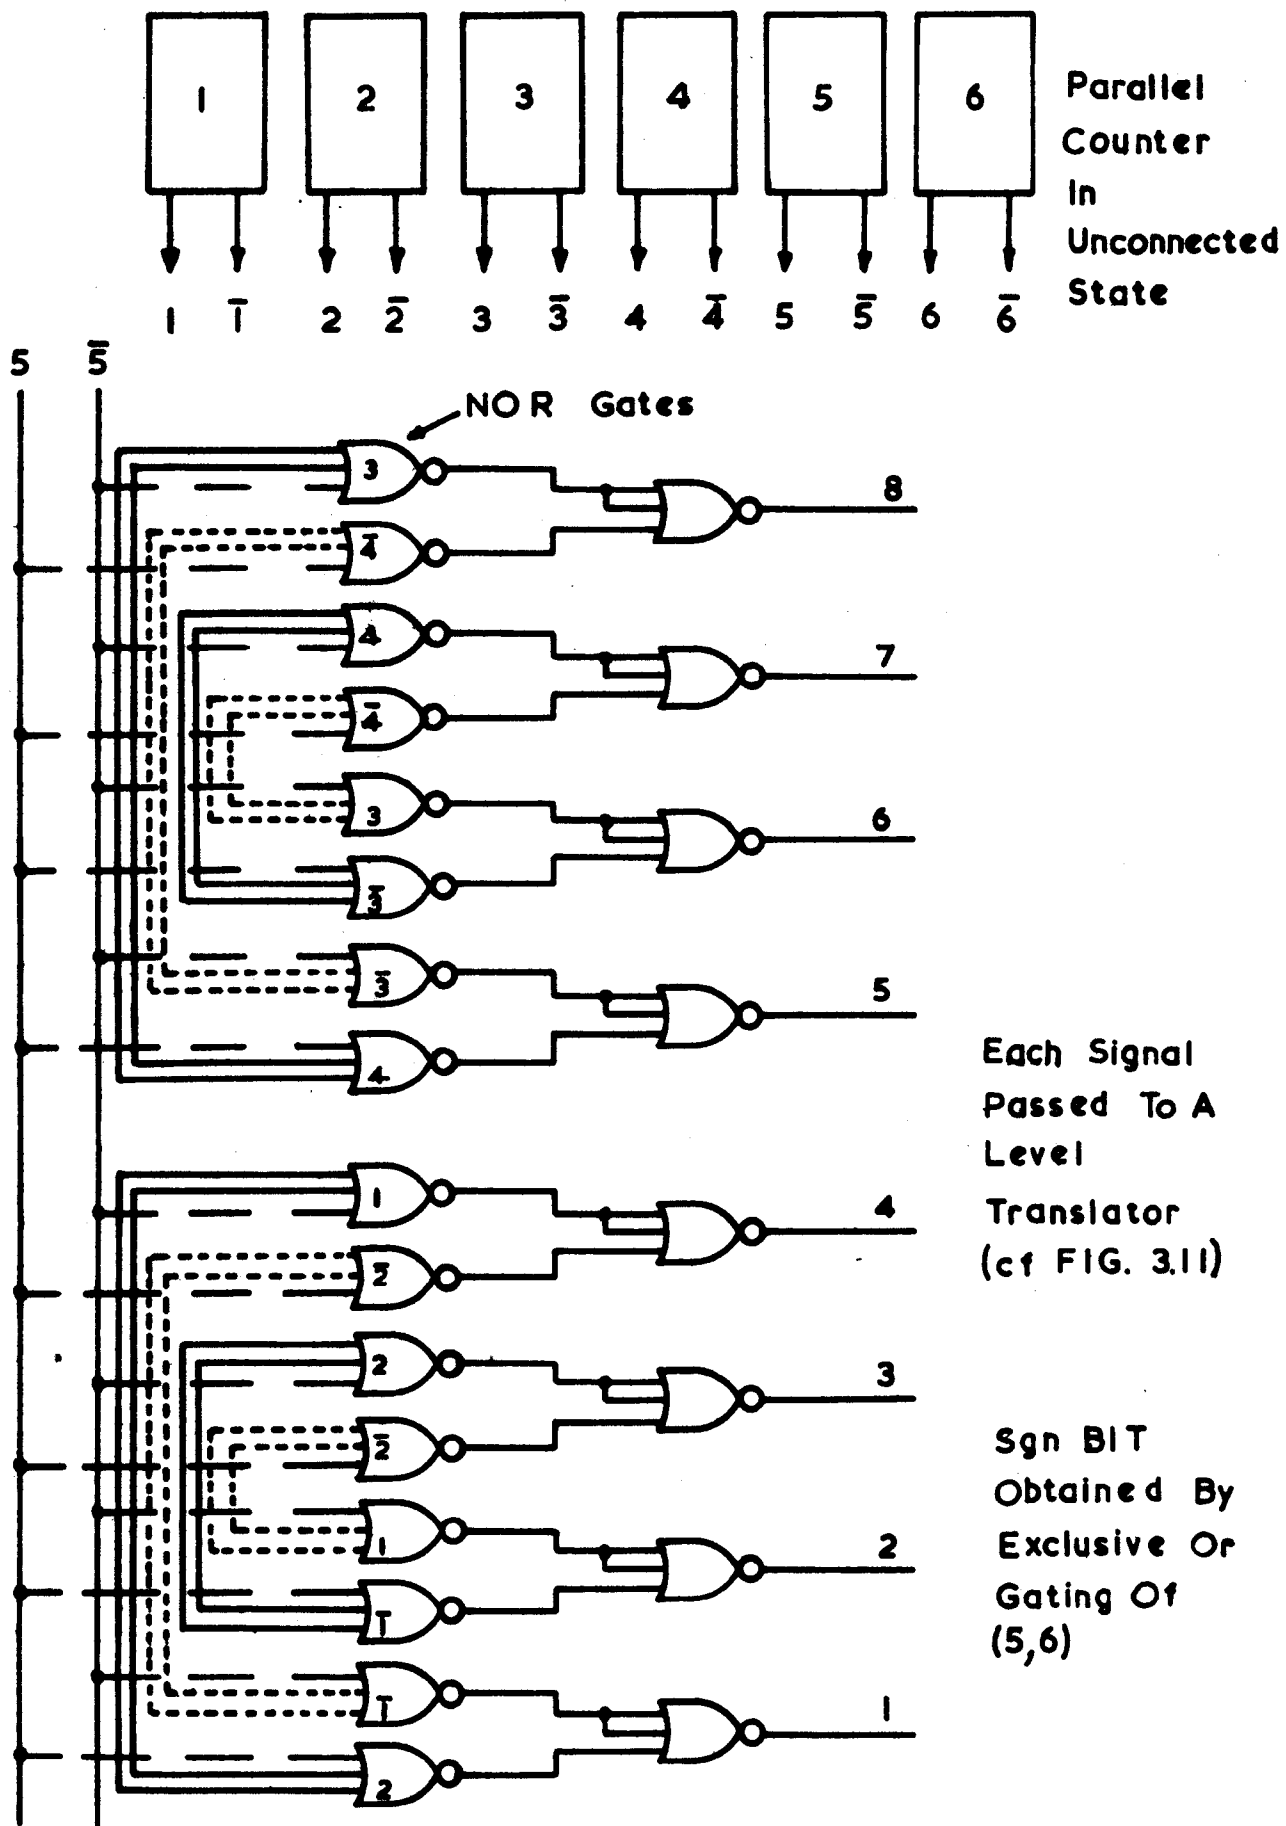 1 2 3 4 5 6
Parallel
Counter
In
Unconnected
State
1 1̅ 2 2̅ 3 3̅ 4 4̅ 5 5̅ 6 6̅
5 5̅
NOR Gates
3
8
4̅
4
7
4̅
3
6
3̅
3̅
5
4
Each Signal
Passed To A
Level
Translator
(cf FIG. 3.11)
1
4
2̅
2
3
2̅
1
2
1̅
1̅
1
2
Sgn BIT
Obtained By
Exclusive Or
Gating Of
(5,6)